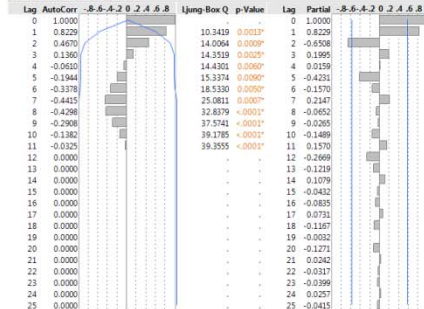 Lag AutoCorr -.8-.6-.4-.2 0 .2 .4 .6 .8 Ljung-Box Q p-Value Lag Partial -.8-.6-.4-.2 0 .2 .4 .6 .8
0 1.0000 . . 0 1.0000
1 0.8229 10.3419 0.0013* 1 0.8229
2 0.4670 14.0064 0.0009* 2 -0.6508
3 0.1360 14.3519 0.0025* 3 0.1995
4 -0.0610 14.4301 0.0060* 4 0.0159
5 -0.1944 15.3374 0.0090* 5 -0.4231
6 -0.3378 18.5330 0.0050* 6 -0.1570
7 -0.4415 25.0811 0.0007* 7 0.2147
8 -0.4298 32.8379 <.0001* 8 -0.0652
9 -0.2908 37.5741 <.0001* 9 -0.0265
10 -0.1382 39.1785 <.0001* 10 -0.1489
11 -0.0325 39.3555 <.0001* 11 0.1570
12 0.0000 . . 12 -0.2669
13 0.0000 . . 13 -0.1219
14 0.0000 . . 14 0.1079
15 0.0000 . . 15 -0.0432
16 0.0000 . . 16 -0.0835
17 0.0000 . . 17 0.0731
18 0.0000 . . 18 -0.1167
19 0.0000 . . 19 -0.0032
20 0.0000 . . 20 -0.1271
21 0.0000 . . 21 0.0242
22 0.0000 . . 22 -0.0317
23 0.0000 . . 23 -0.0399
24 0.0000 . . 24 0.0257
25 0.0000 . . 25 -0.0415